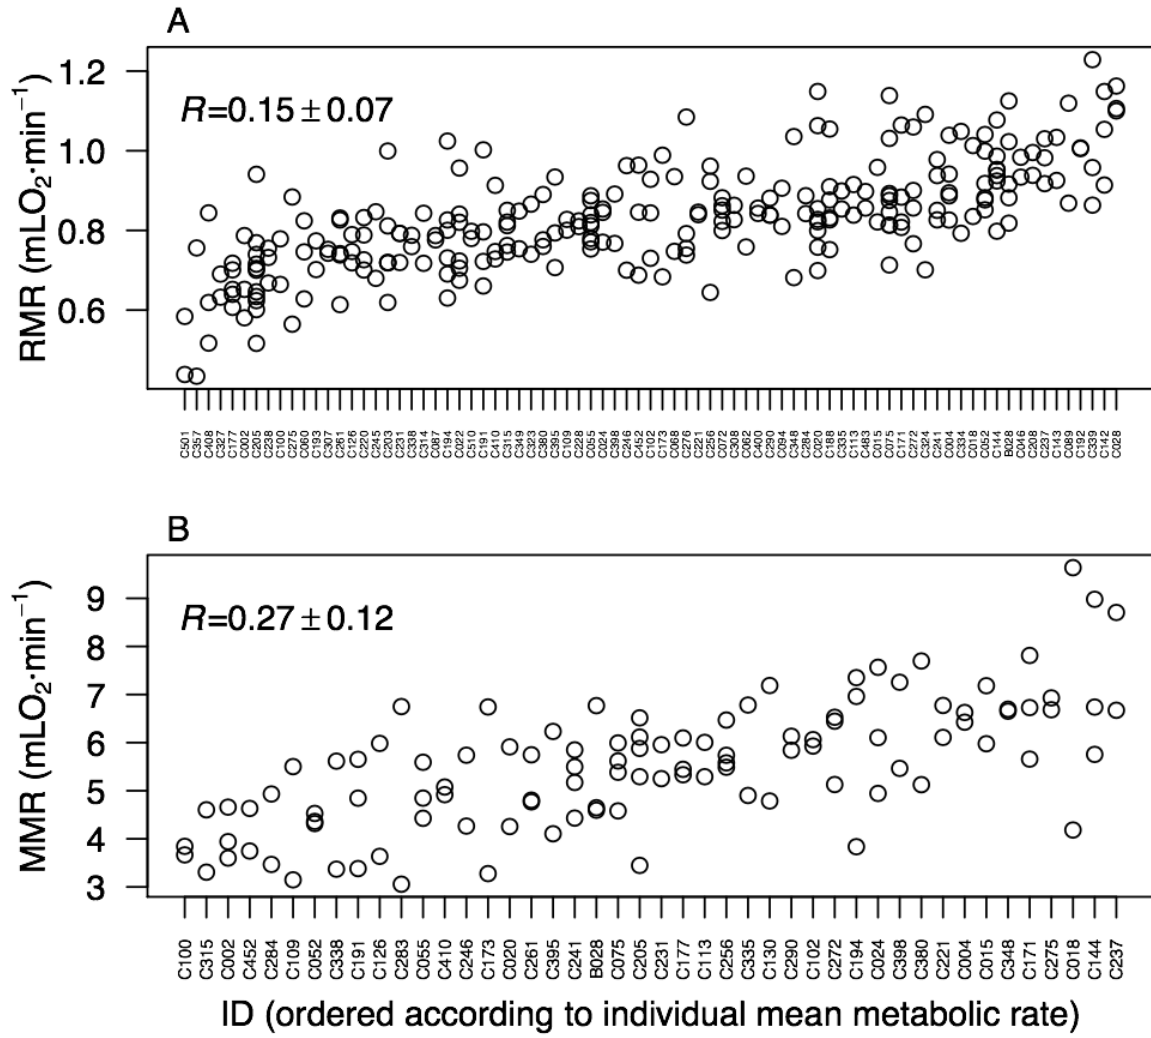 A
RMR (mLO₂·min⁻¹)
1.2
1.0
0.8
0.6
R=0.15±0.07
C501 C357 C408 C327 C177 C002 C205 C238 C100 C275 C060 C193 C307 C261 C126 C220 C245 C203 C231 C338 C314 C087 C194 C022 C510 C191 C410 C315 C349 C323 C380 C395 C109 C228 C055 C024 C398 C246 C452 C102 C173 C068 C276 C221 C256 C072 C308 C062 C400 C290 C094 C348 C284 C020 C188 C335 C113 C483 C015 C075 C171 C272 C324 C241 C004 C334 C018 C052 C144 B028 C046 C208 C237 C143 C089 C192 C339 C142 C028
B
MMR (mLO₂·min⁻¹)
9
8
7
6
5
4
3
R=0.27±0.12
C100 C315 C002 C452 C284 C109 C052 C338 C191 C126 C283 C055 C410 C246 C173 C020 C261 C395 C241 B028 C075 C205 C231 C177 C113 C256 C335 C130 C290 C102 C272 C194 C024 C398 C380 C221 C004 C015 C348 C171 C275 C018 C144 C237
ID (ordered according to individual mean metabolic rate)